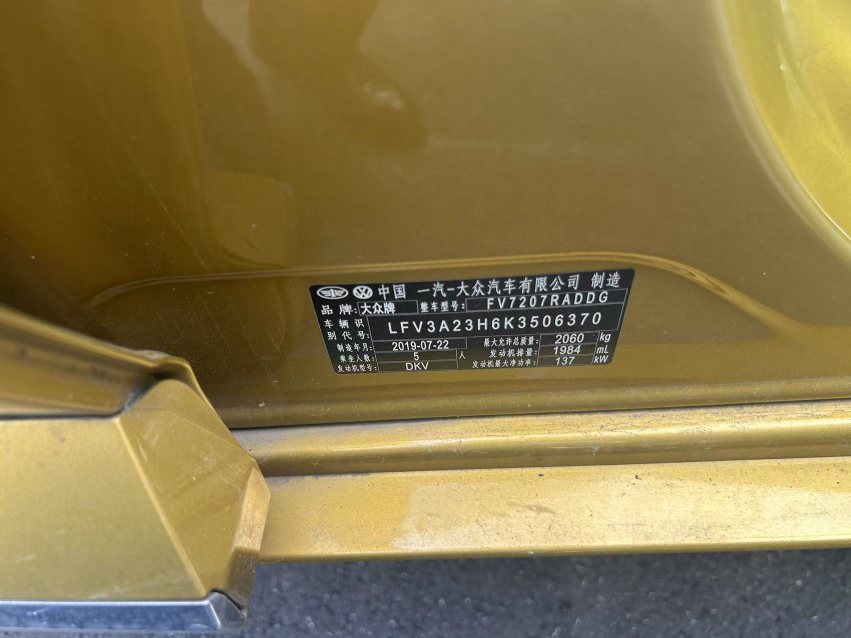 中国 一汽-大众汽车有限公司 制造
品牌: 大众牌 整车型号: FV7207RADDG
车辆识别代号: LFV3A23H6K3506370
制造年月: 2019-07-22 最大允许总质量: 2060 kg
乘坐人数: 5 人 发动机排量: 1984 mL
发动机型号: DKV 发动机最大净功率: 137 kW